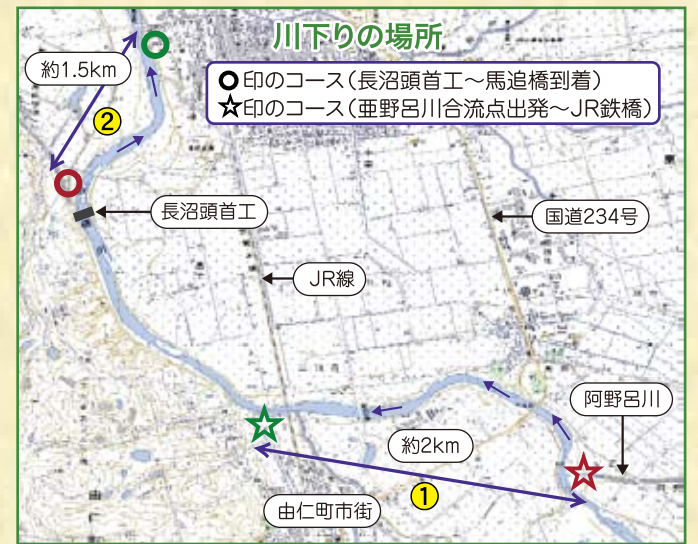 川下りの場所
○印のコース(長沼頭首工〜馬追橋到着)
☆印のコース(亜野呂川合流点出発〜JR鉄橋)
約1.5km
②
長沼頭首工
国道234号
JR線
阿野呂川
約2km
①
由仁町市街